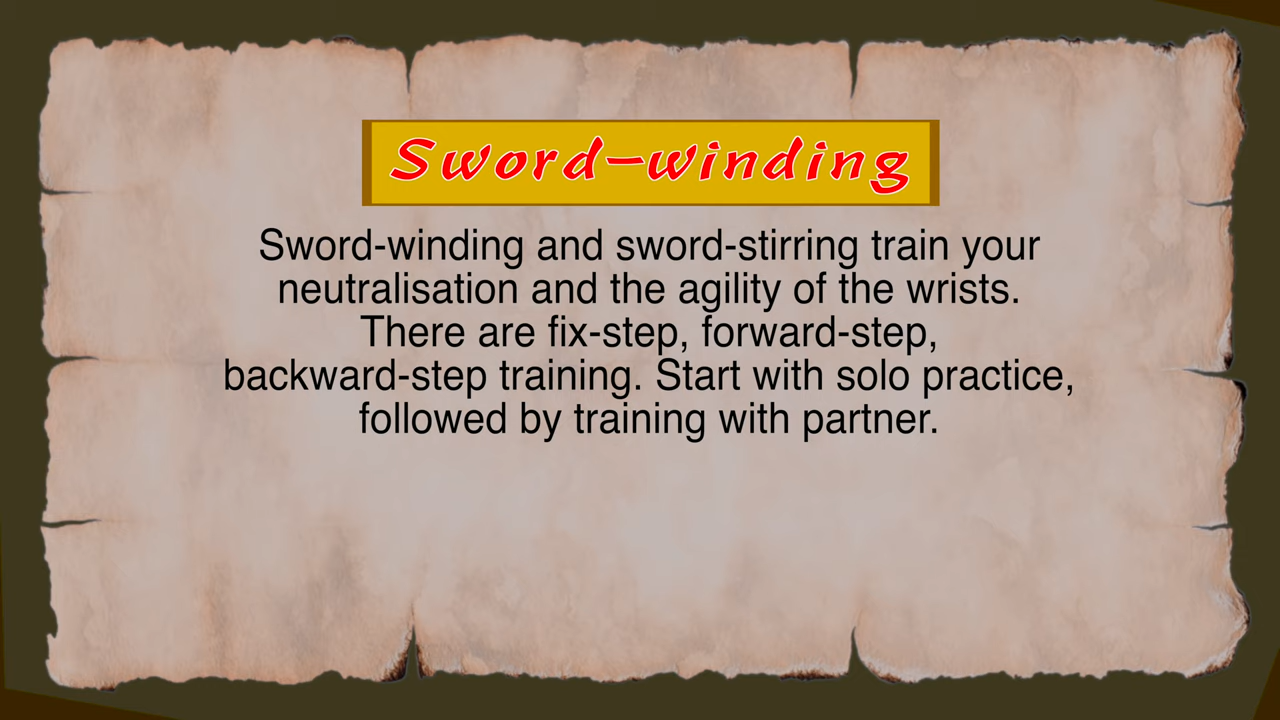 Sword-winding
Sword-winding and sword-stirring train your
neutralisation and the agility of the wrists.
There are fix-step, forward-step,
backward-step training. Start with solo practice,
followed by training with partner.